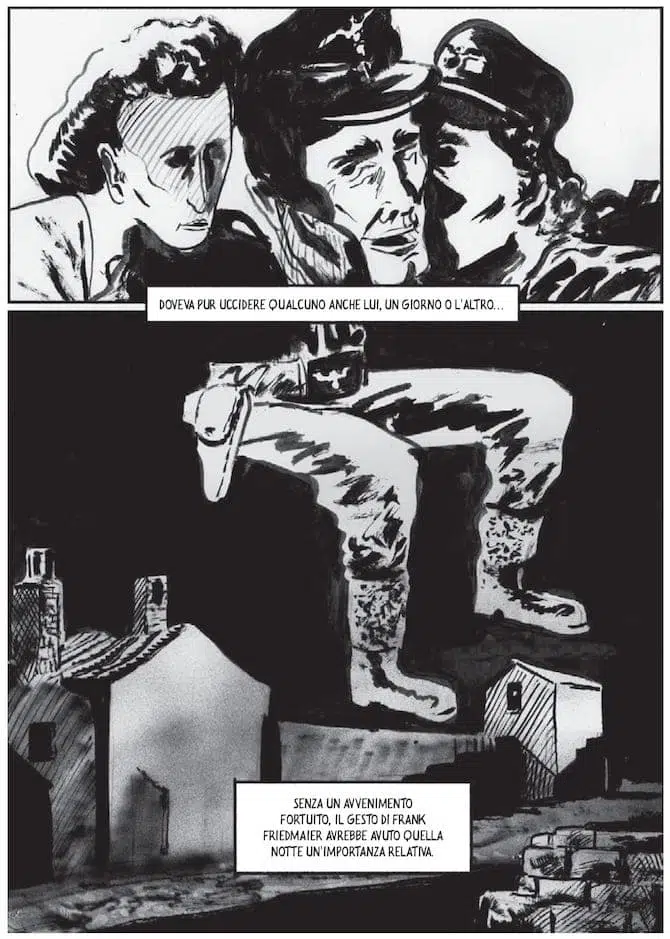 DOVEVA PUR UCCIDERE QUALCUNO ANCHE LUI, UN GIORNO O L'ALTRO...
SENZA UN AVVENIMENTO
FORTUITO, IL GESTO DI FRANK
FRIEDMAIER AVREBBE AVUTO QUELLA
NOTTE UN'IMPORTANZA RELATIVA.